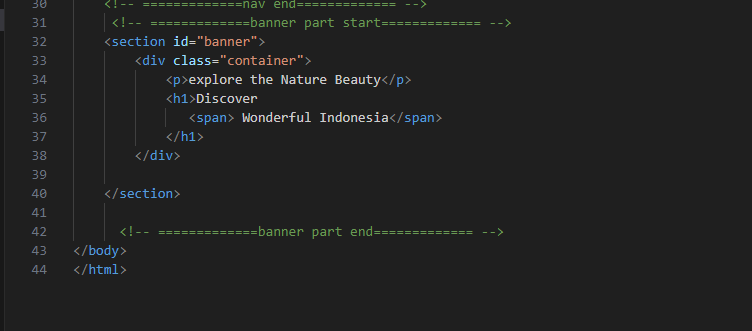 30 <!-- =============nav end============= -->
31 <!-- =============banner part start============= -->
32 <section id="banner">
33 <div class="container">
34 <p>explore the Nature Beauty</p>
35 <h1>Discover
36 <span> Wonderful Indonesia</span>
37 </h1>
38 </div>
39
40 </section>
41
42 <!-- =============banner part end============= -->
43 </body>
44 </html>